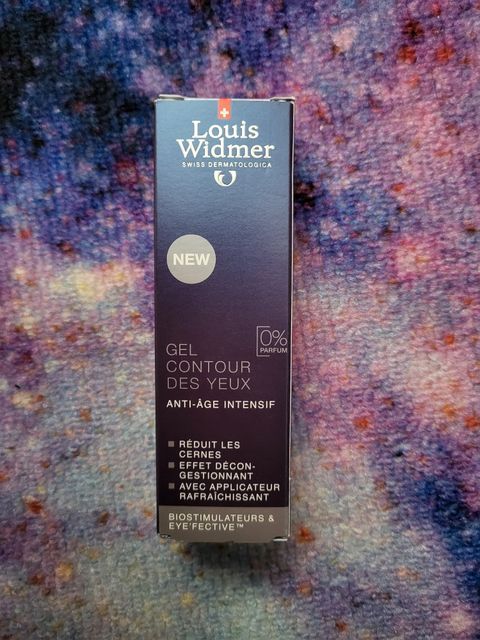 Louis
Widmer
SWISS DERMATOLOGICA
NEW
0%
PARFUM
GEL
CONTOUR
DES YEUX
ANTI-ÂGE INTENSIF
RÉDUIT LES
CERNES
EFFET DÉCON-
GESTIONNANT
AVEC APPLICATEUR
RAFRAÎCHISSANT
BIOSTIMULATEURS &
EYE'FECTIVE™